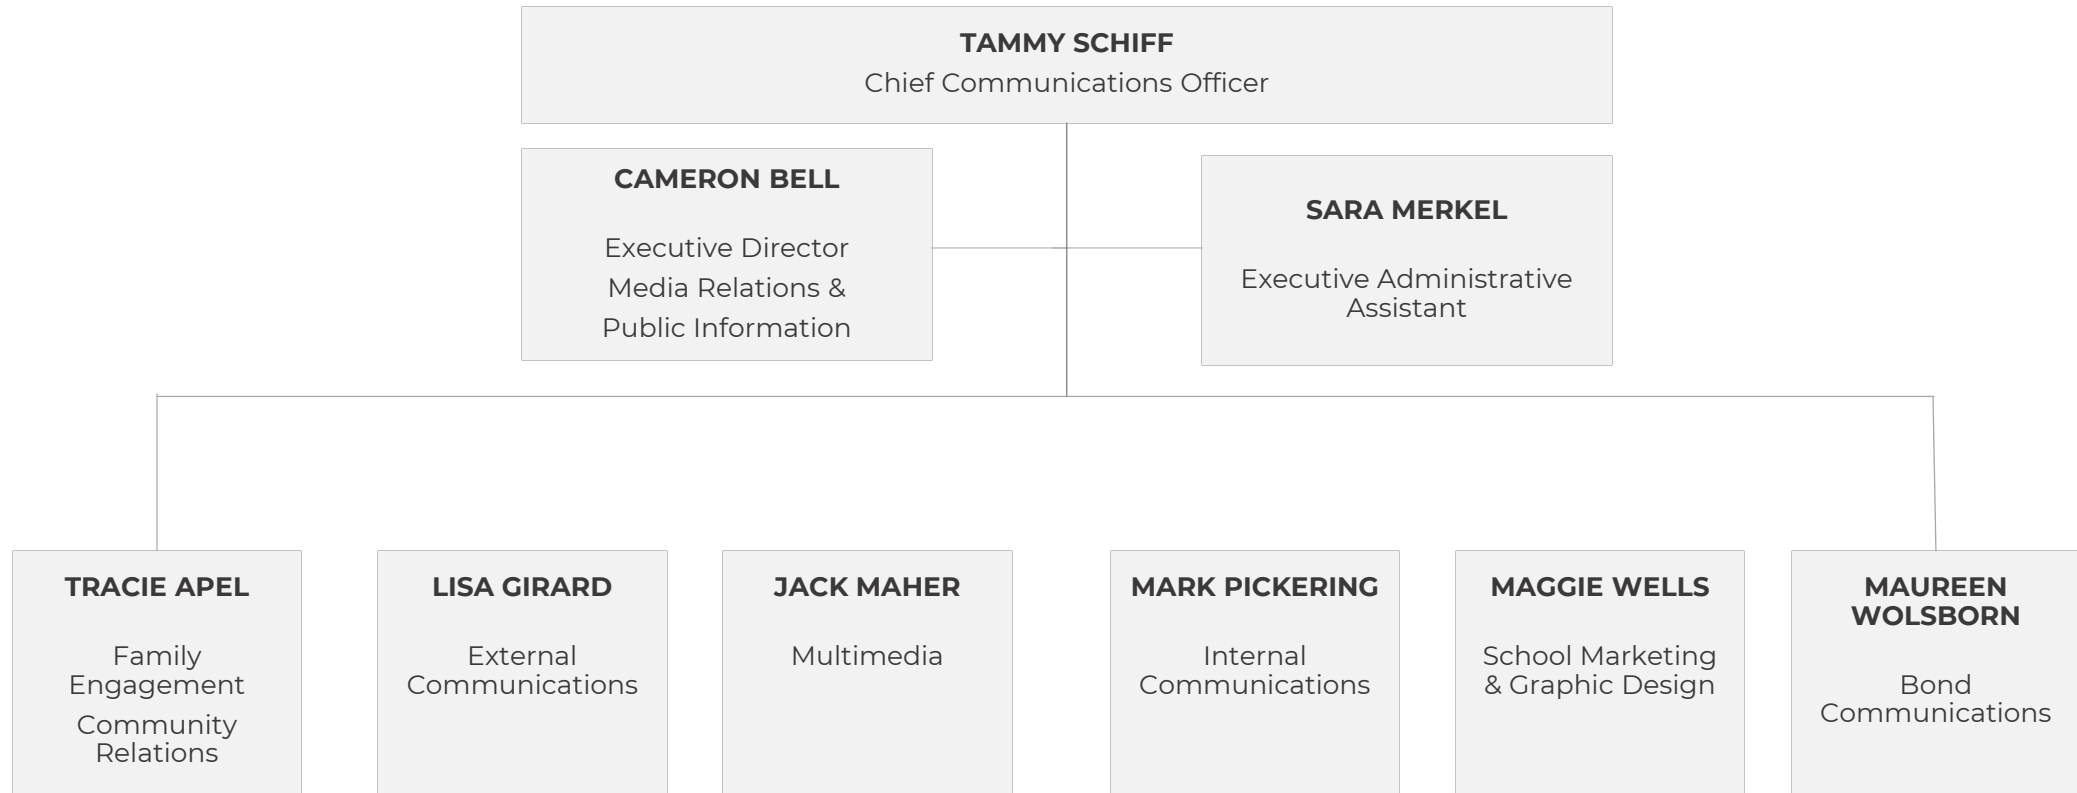 TAMMY SCHIFF
Chief Communications Officer
CAMERON BELL
Executive Director
Media Relations &
Public Information
SARA MERKEL
Executive Administrative
Assistant
TRACIE APEL
Family
Engagement
Community
Relations
LISA GIRARD
External
Communications
JACK MAHER
Multimedia
MARK PICKERING
Internal
Communications
MAGGIE WELLS
School Marketing
& Graphic Design
MAUREEN
WOLSBORN
Bond
Communications